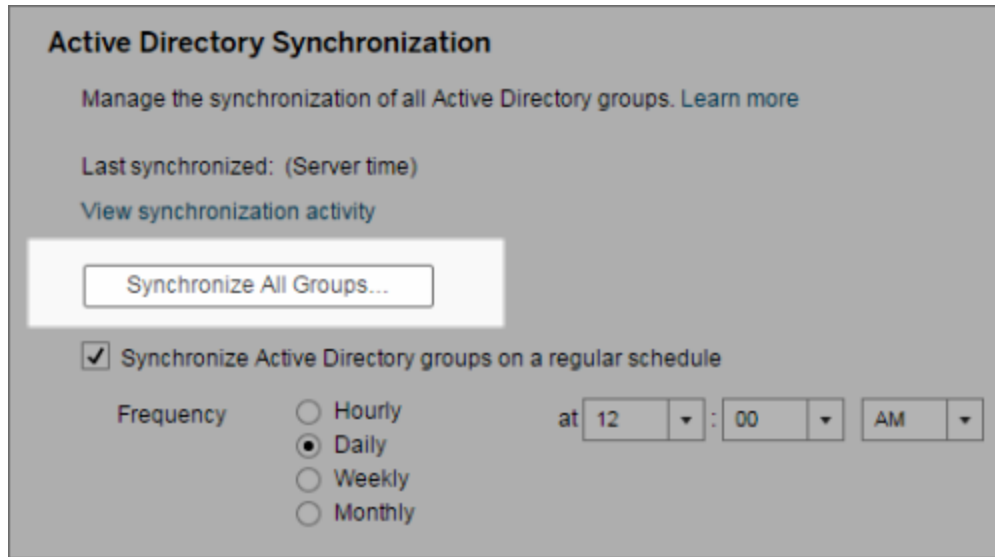 Active Directory Synchronization
Manage the synchronization of all Active Directory groups. Learn more
Last synchronized: (Server time)
View synchronization activity
Synchronize All Groups...
Synchronize Active Directory groups on a regular schedule
Frequency Hourly at 12 : 00 AM
Daily
Weekly
Monthly